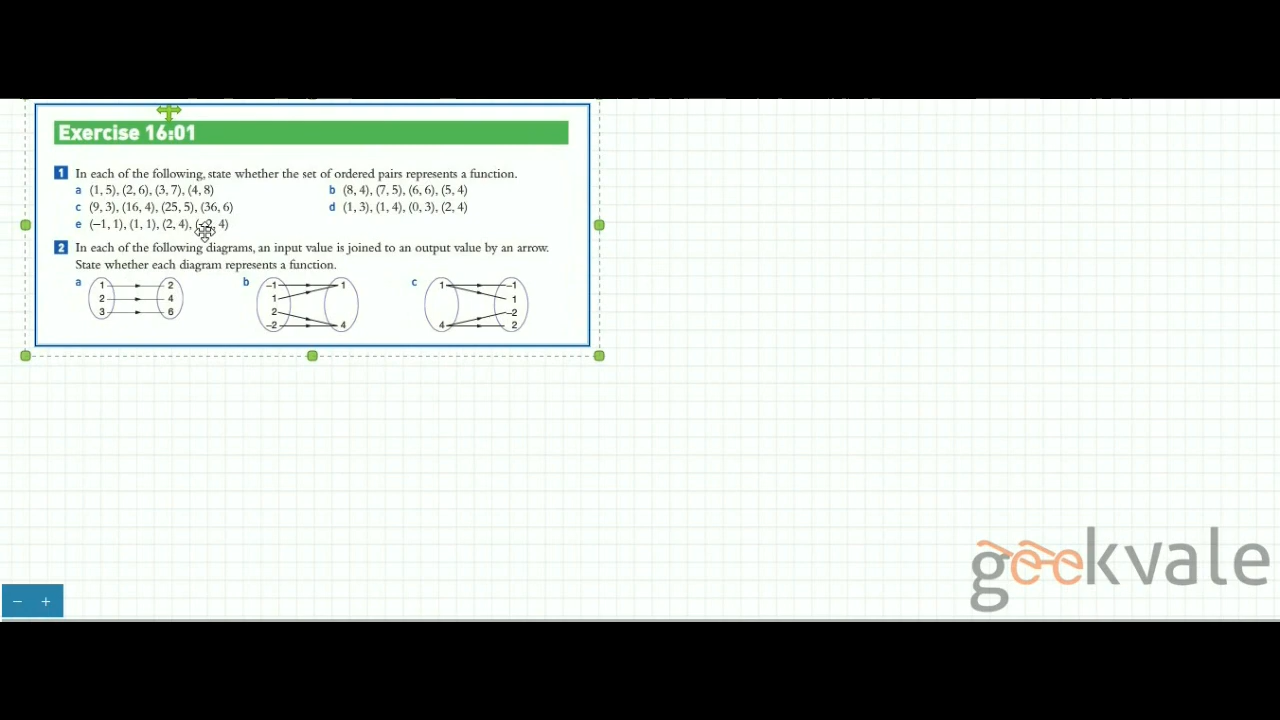 Exercise 16:01
1 In each of the following, state whether the set of ordered pairs represents a function.
a (1, 5), (2, 6), (3, 7), (4, 8) b (8, 4), (7, 5), (6, 6), (5, 4)
c (9, 3), (16, 4), (25, 5), (36, 6) d (1, 3), (1, 4), (0, 3), (2, 4)
e (−1, 1), (1, 1), (2, 4), (−2, 4)
2 In each of the following diagrams, an input value is joined to an output value by an arrow.
State whether each diagram represents a function.
a b c
1 2 −1 1 1 −1
2 4 1 1
3 6 2 −2
−2 4 4 2
geekvale
− +